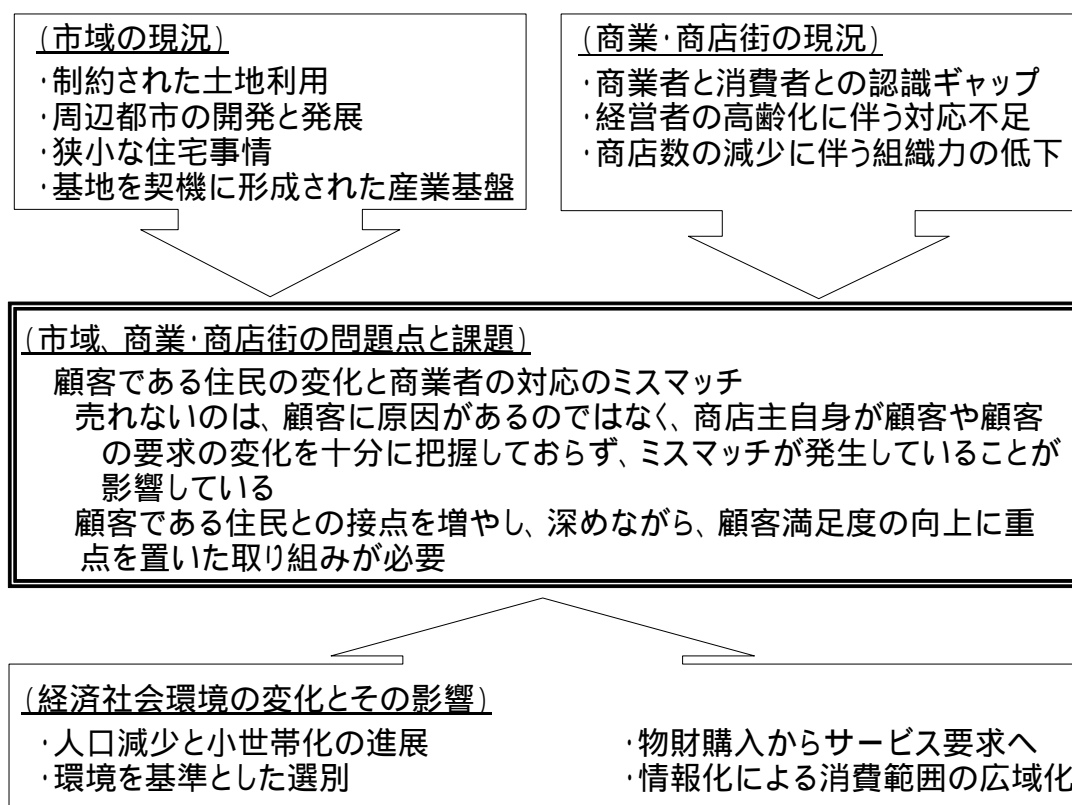 (市域の現況)
・制約された土地利用
・周辺都市の開発と発展
・狭小な住宅事情
・基地を契機に形成された産業基盤
(商業・商店街の現況)
・商業者と消費者との認識ギャップ
・経営者の高齢化に伴う対応不足
・商店数の減少に伴う組織力の低下
(市域、商業・商店街の問題点と課題)
顧客である住民の変化と商業者の対応のミスマッチ
売れないのは、顧客に原因があるのではなく、商店主自身が顧客や顧客
の要求の変化を十分に把握しておらず、ミスマッチが発生していることが
影響している
顧客である住民との接点を増やし、深めながら、顧客満足度の向上に重
点を置いた取り組みが必要
(経済社会環境の変化とその影響)
・人口減少と小世帯化の進展
・環境を基準とした選別
・物財購入からサービス要求へ
・情報化による消費範囲の広域化